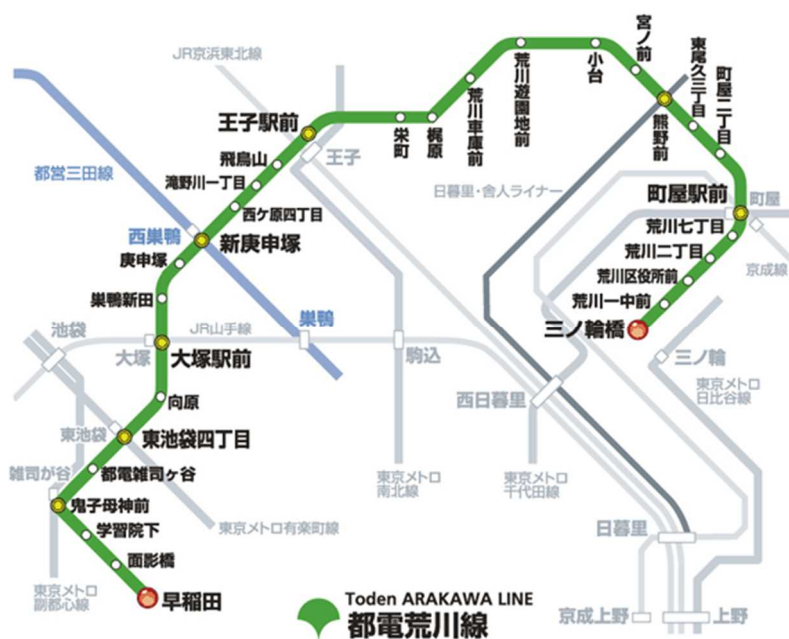 JR京浜東北線
王子駅前
飛鳥山
滝野川一丁目
西ケ原四丁目
都営三田線
西巣鴨
新庚申塚
庚申塚
巣鴨新田
JR山手線
巣鴨
池袋
大塚
大塚駅前
向原
東池袋
東池袋四丁目
都電雑司ヶ谷
雑司が谷
鬼子母神前
学習院下
面影橋
早稲田
東京メトロ
副都心線
東京メトロ有楽町線
王子
栄町
梶原
荒川車庫前
荒川遊園地前
小台
宮ノ前
熊野前
東尾久三丁目
町屋二丁目
町屋駅前
町屋
荒川七丁目
荒川二丁目
荒川区役所前
荒川一中前
三ノ輪橋
京成線
日暮里・舎人ライナー
駒込
東京メトロ
南北線
西日暮里
東京メトロ
千代田線
三ノ輪
東京メトロ
日比谷線
日暮里
京成上野
上野
Toden ARAKAWA LINE
都電荒川線